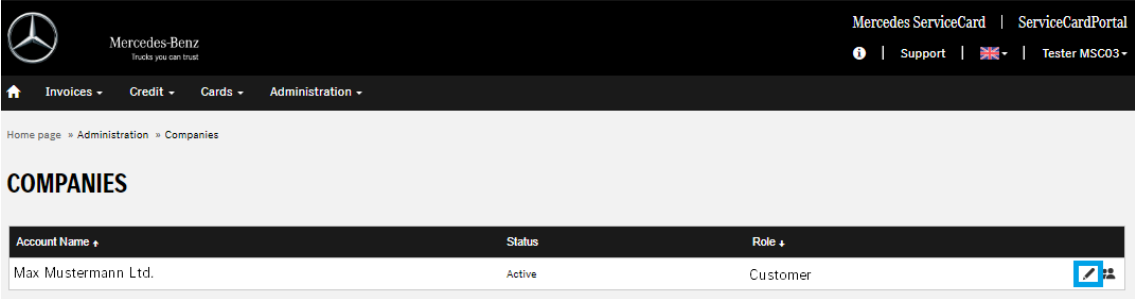 Mercedes ServiceCard | ServiceCardPortal
Mercedes-Benz
Trucks you can trust
Support | Tester MSC03
Invoices Credit Cards Administration
Home page » Administration » Companies
COMPANIES
Account Name Status Role
Max Mustermann Ltd. Active Customer